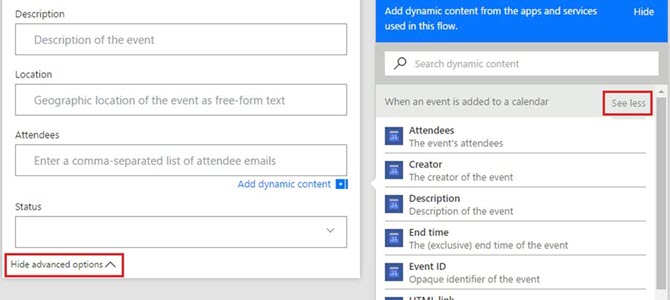 Description
Description of the event
Location
Geographic location of the event as free-form text
Attendees
Enter a comma-separated list of attendee emails
Add dynamic content
Status
Hide advanced options
Add dynamic content from the apps and services
used in this flow.
Hide
Search dynamic content
When an event is added to a calendar
See less
Attendees
The event's attendees
Creator
The creator of the event
Description
Description of the event
End time
The (exclusive) end time of the event
Event ID
Opaque identifier of the event
HTML link